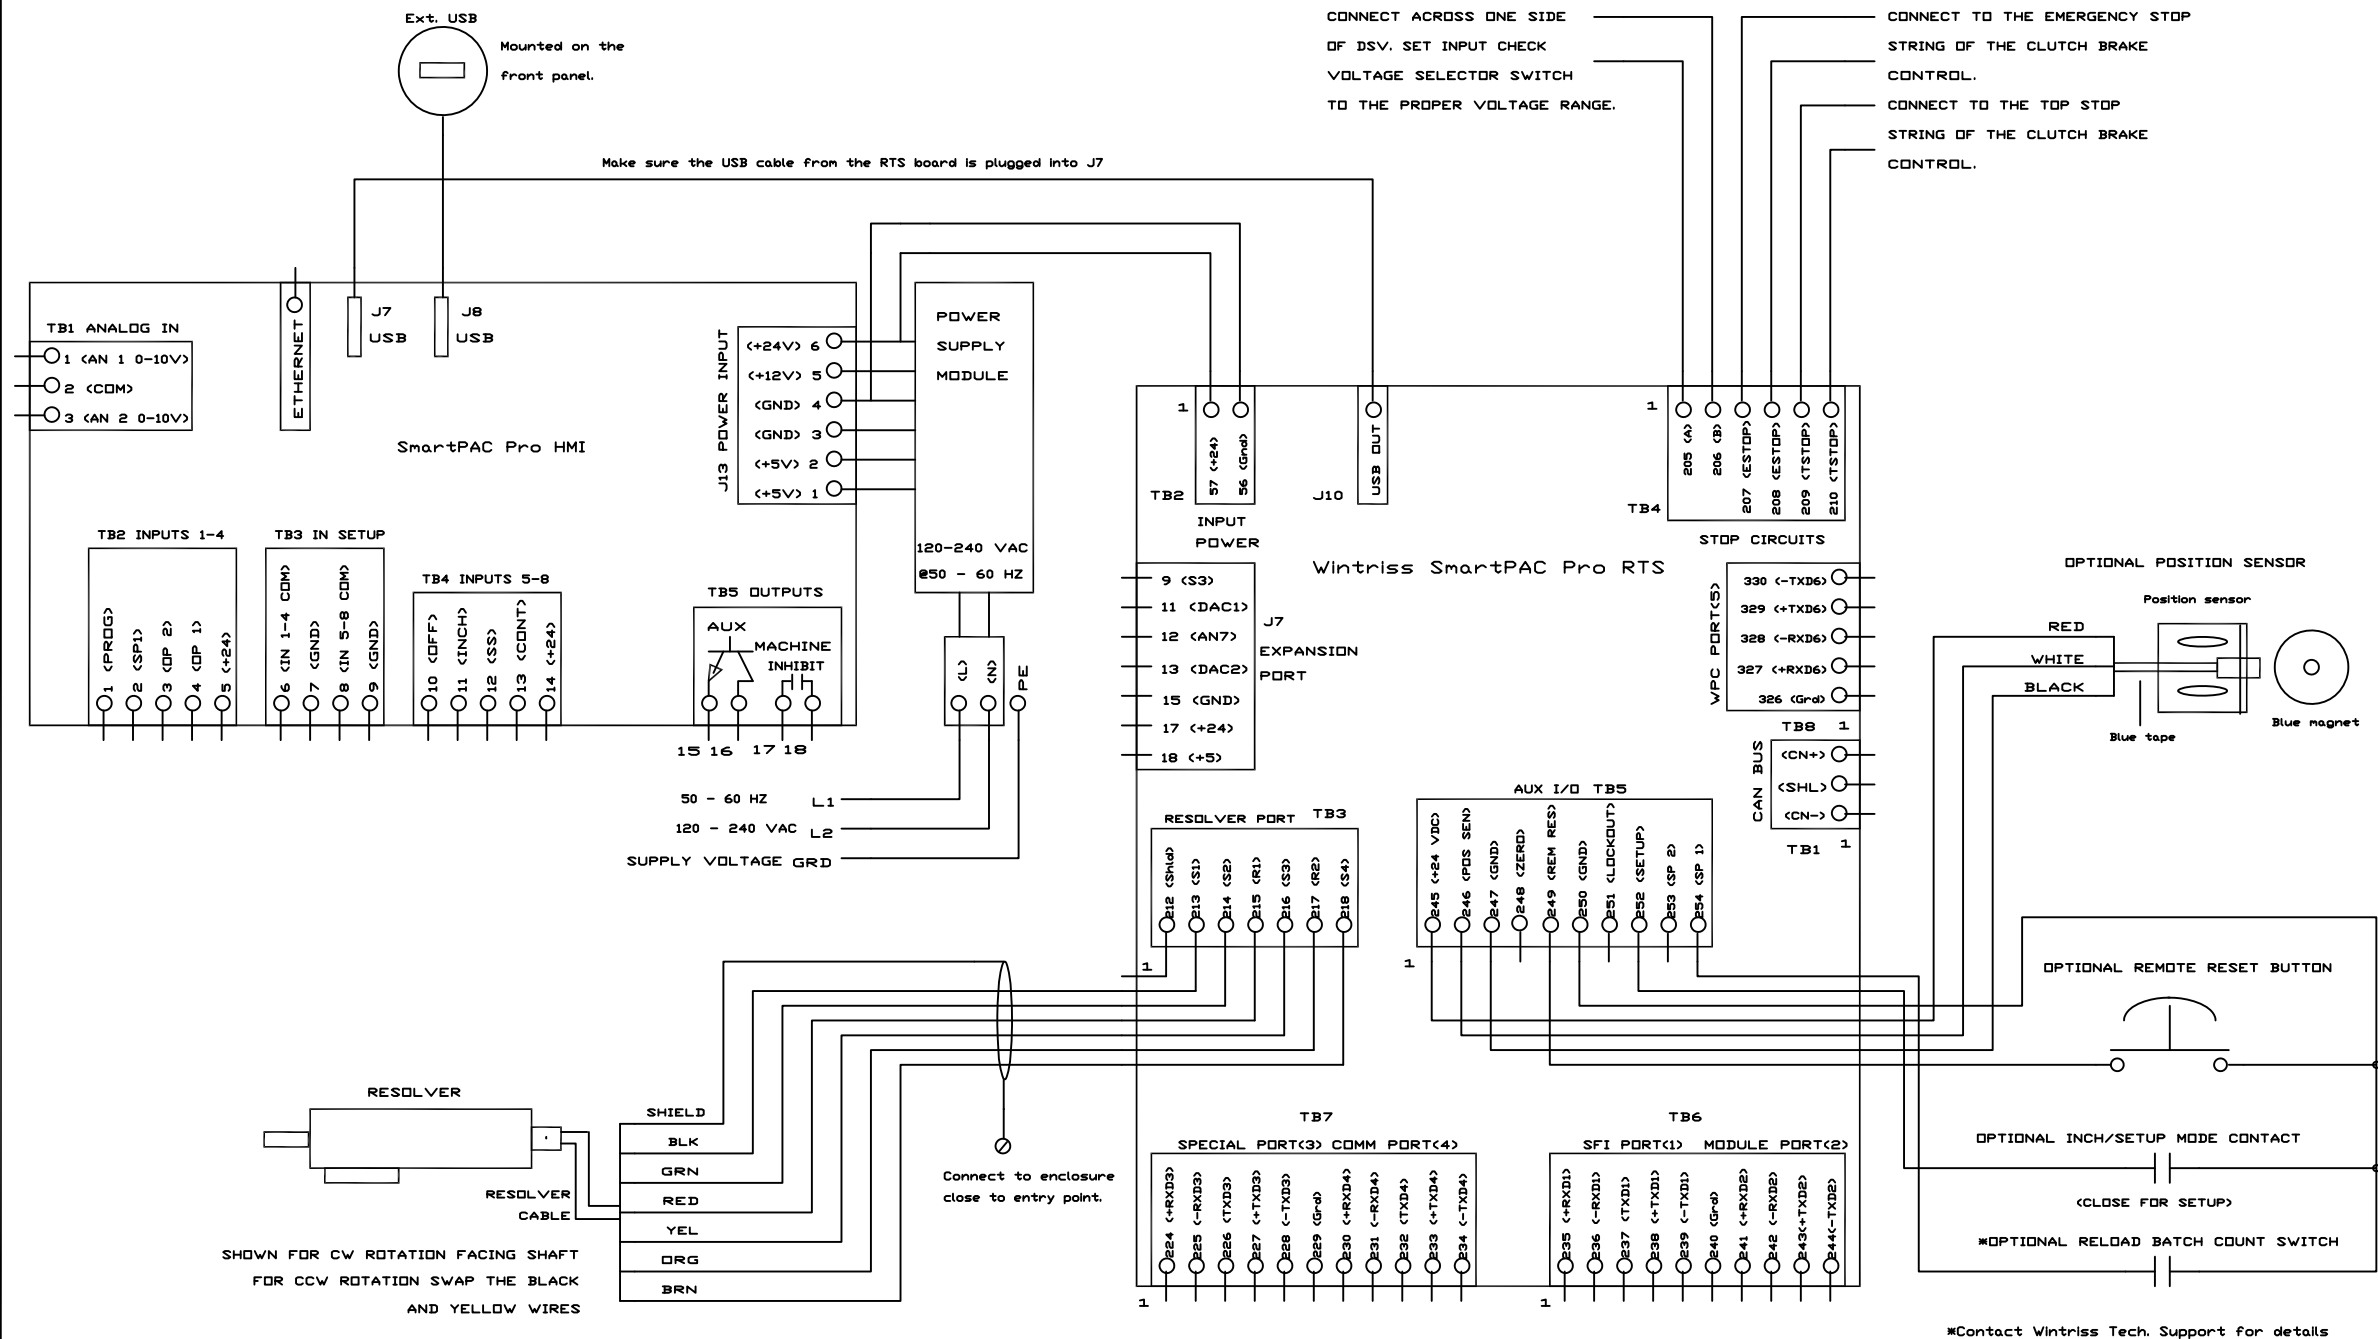 Ext. USB
Mounted on the
front panel.
CONNECT ACROSS ONE SIDE
OF DSV. SET INPUT CHECK
VOLTAGE SELECTOR SWITCH
TO THE PROPER VOLTAGE RANGE.
CONNECT TO THE EMERGENCY STOP
STRING OF THE CLUTCH BRAKE
CONTROL.
CONNECT TO THE TOP STOP
STRING OF THE CLUTCH BRAKE
CONTROL.
Make sure the USB cable from the RTS board is plugged into J7
TB1 ANALOG IN
1 (AN 1 0-10V)
2 (COM)
3 (AN 2 0-10V)
ETHERNET
J7
USB
J8
USB
SmartPAC Pro HMI
J13 POWER INPUT
(+24V) 6
(+12V) 5
(GND) 4
(GND) 3
(+5V) 2
(+5V) 1
POWER
SUPPLY
MODULE
120-240 VAC
@50 - 60 HZ
TB2 INPUTS 1-4
1 (PROG)
2 (SP1)
3 (OP 2)
4 (OP 1)
5 (+24)
TB3 IN SETUP
6 (IN 1-4 COM)
7 (GND)
8 (IN 5-8 COM)
9 (GND)
TB4 INPUTS 5-8
10 (OFF)
11 (INCH)
12 (SS)
13 (CONT)
14 (+24)
TB5 OUTPUTS
AUX
MACHINE
INHIBIT
15 16 17 18
(L)
(N)
PE
50 - 60 HZ L1
120 - 240 VAC L2
SUPPLY VOLTAGE GRD
1
57 (+24)
56 (Gnd)
TB2
INPUT
POWER
J10
USB OUT
1
205 (A)
206 (B)
207 (ESTOP)
208 (ESTOP)
209 (TSTOP)
210 (TSTOP)
TB4
STOP CIRCUITS
Wintriss SmartPAC Pro RTS
9 (S3)
11 (DAC1)
12 (AN7)
13 (DAC2)
15 (GND)
17 (+24)
18 (+5)
J7
EXPANSION
PORT
WPC PORT(5)
330 (-TXD6)
329 (+TXD6)
328 (-RXD6)
327 (+RXD6)
326 (Grd)
TB8 1
CAN BUS
(CN+)
(SHL)
(CN-)
TB1 1
OPTIONAL POSITION SENSOR
Position sensor
RED
WHITE
BLACK
Blue tape
Blue magnet
RESOLVER PORT TB3
212 (Shld)
213 (S1)
214 (S2)
215 (R1)
216 (S3)
217 (R2)
218 (S4)
1
AUX I/O TB5
245 (+24 VDC)
246 (POS SEN)
247 (GND)
248 (ZERO)
249 (REM RES)
250 (GND)
251 (LOCKOUT)
252 (SETUP)
253 (SP 2)
254 (SP 1)
1
OPTIONAL REMOTE RESET BUTTON
OPTIONAL INCH/SETUP MODE CONTACT
(CLOSE FOR SETUP)
*OPTIONAL RELOAD BATCH COUNT SWITCH
*Contact Wintriss Tech. Support for details
RESOLVER
RESOLVER
CABLE
SHIELD
BLK
GRN
RED
YEL
ORG
BRN
SHOWN FOR CW ROTATION FACING SHAFT
FOR CCW ROTATION SWAP THE BLACK
AND YELLOW WIRES
Connect to enclosure
close to entry point.
TB7
SPECIAL PORT(3) COMM PORT(4)
224 (+RXD3)
225 (-RXD3)
226 (TXD3)
227 (+TXD3)
228 (-TXD3)
229 (Grd)
230 (+RXD4)
231 (-RXD4)
232 (TXD4)
233 (+TXD4)
234 (-TXD4)
1
TB6
SFI PORT(1) MODULE PORT(2)
235 (+RXD1)
236 (-RXD1)
237 (TXD1)
238 (+TXD1)
239 (-TXD1)
240 (Grd)
241 (+RXD2)
242 (-RXD2)
243(+TXD2)
244(-TXD2)
1